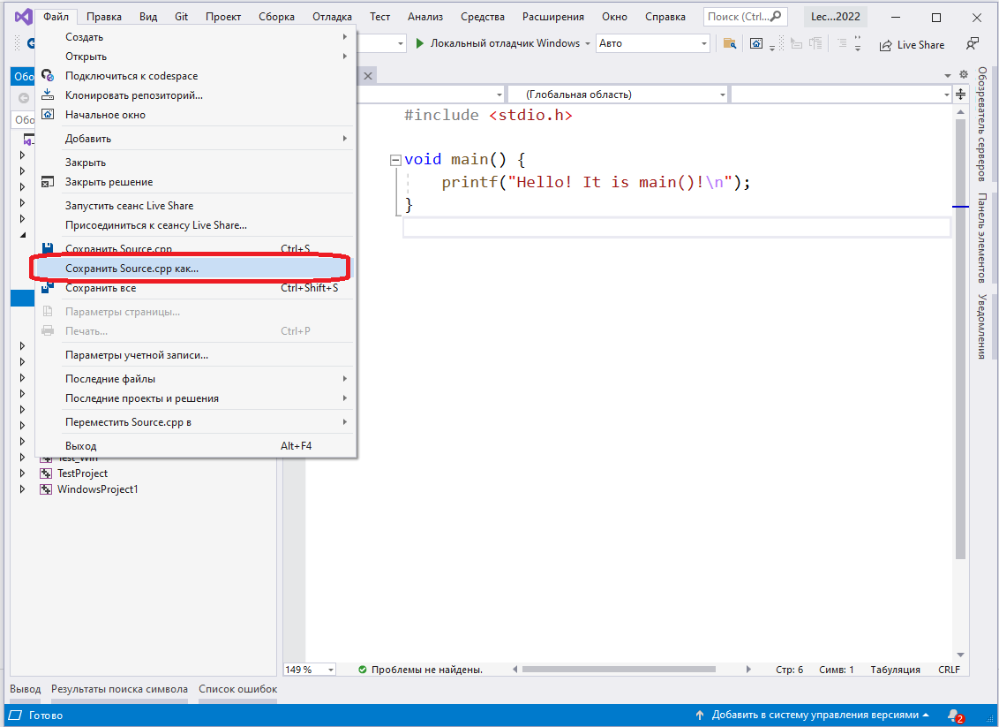 Файл Правка Вид Git Проект Сборка Отладка Тест Анализ Средства Расширения Окно Справка Поиск (Ctrl... Lec...2022
Локальный отладчик Windows Авто Live Share
Создать
Открыть
Подключиться к codespace
Клонировать репозиторий...
Начальное окно
Добавить
Закрыть
Закрыть решение
Запустить сеанс Live Share
Присоединиться к сеансу Live Share...
Сохранить Source.cpp Ctrl+S
Сохранить Source.cpp как...
Сохранить все Ctrl+Shift+S
Параметры страницы...
Печать... Ctrl+P
Параметры учетной записи...
Последние файлы
Последние проекты и решения
Переместить Source.cpp в
Выход Alt+F4
Обо
Обо
Test_Win
TestProject
WindowsProject1
(Глобальная область)
#include <stdio.h>
void main() {
printf("Hello! It is main()!\n");
}
Обозреватель серверов
Панель элементов
Уведомления
149 % Проблемы не найдены. Стр: 6 Симв: 1 Табуляция CRLF
Вывод Результаты поиска символа Список ошибок
Готово Добавить в систему управления версиями 2